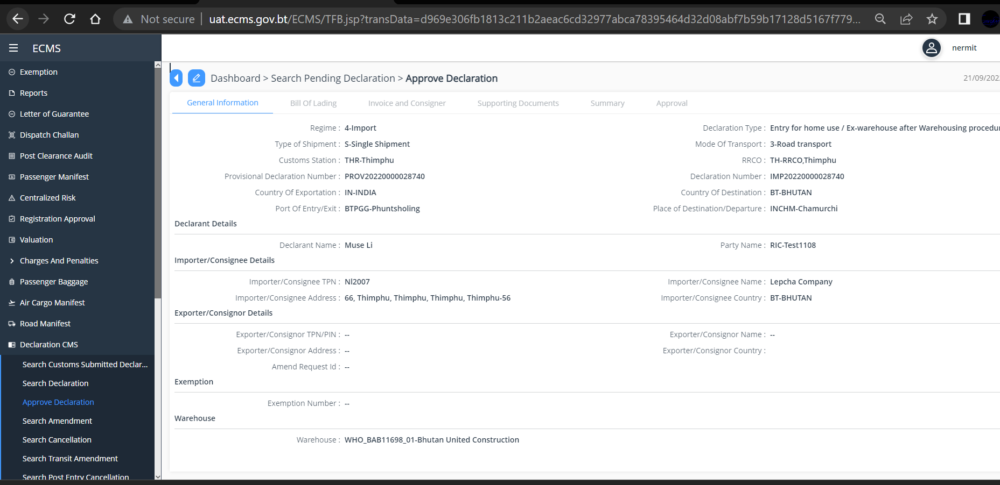 Not secure | uat.ecms.gov.bt/ECMS/TFB.jsp?transData=d969e306fb1813c211b2aeac6cd32977abca78395464d32d08abf7b59b17128d5167f779...
ECMS
nermit
Exemption
Reports
Letter of Guarantee
Dispatch Challan
Post Clearance Audit
Passenger Manifest
Centralized Risk
Registration Approval
Valuation
Charges And Penalties
Passenger Baggage
Air Cargo Manifest
Road Manifest
Declaration CMS
Search Customs Submitted Declar...
Search Declaration
Approve Declaration
Search Amendment
Search Cancellation
Search Transit Amendment
Search Post Entry Cancellation
Dashboard > Search Pending Declaration > Approve Declaration
21/09/202
General Information Bill Of Lading Invoice and Consigner Supporting Documents Summary Approval
Regime : 4-Import Declaration Type : Entry for home use / Ex-warehouse after Warehousing procedur
Type of Shipment : S-Single Shipment Mode Of Transport : 3-Road transport
Customs Station : THR-Thimphu RRCO : TH-RRCO,Thimphu
Provisional Declaration Number : PROV20220000028740 Declaration Number : IMP20220000028740
Country Of Exportation : IN-INDIA Country Of Destination : BT-BHUTAN
Port Of Entry/Exit : BTPGG-Phuntsholing Place of Destination/Departure : INCHM-Chamurchi
Declarant Details
Declarant Name : Muse Li Party Name : RIC-Test1108
Importer/Consignee Details
Importer/Consignee TPN : Nl2007 Importer/Consignee Name : Lepcha Company
Importer/Consignee Address : 66, Thimphu, Thimphu, Thimphu, Thimphu-56 Importer/Consignee Country : BT-BHUTAN
Exporter/Consignor Details
Exporter/Consignor TPN/PIN : -- Exporter/Consignor Name : --
Exporter/Consignor Address : -- Exporter/Consignor Country :
Amend Request Id : --
Exemption
Exemption Number : --
Warehouse
Warehouse : WHO_BAB11698_01-Bhutan United Construction